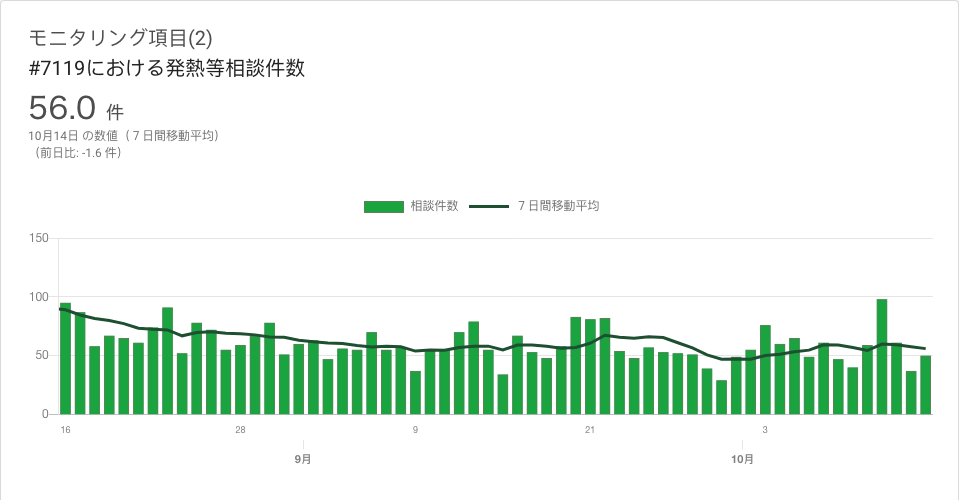 モニタリング項目(2)
#7119における発熱等相談件数
56.0 件
10月14日 の数値（７日間移動平均）
（前日比: -1.6 件）
相談件数 ７日間移動平均
150
100
50
0
16 28 9 21 3
9月 10月